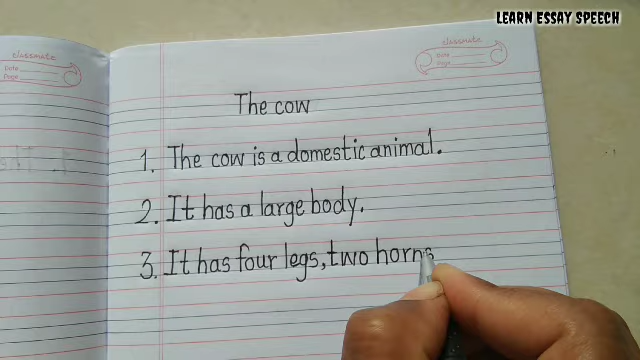 LEARN ESSAY SPEECH
classmate
Date
Page
classmate
Date
Page
The cow
1. The cow is a domestic animal.
2. It has a large body.
3. It has four legs, two horns